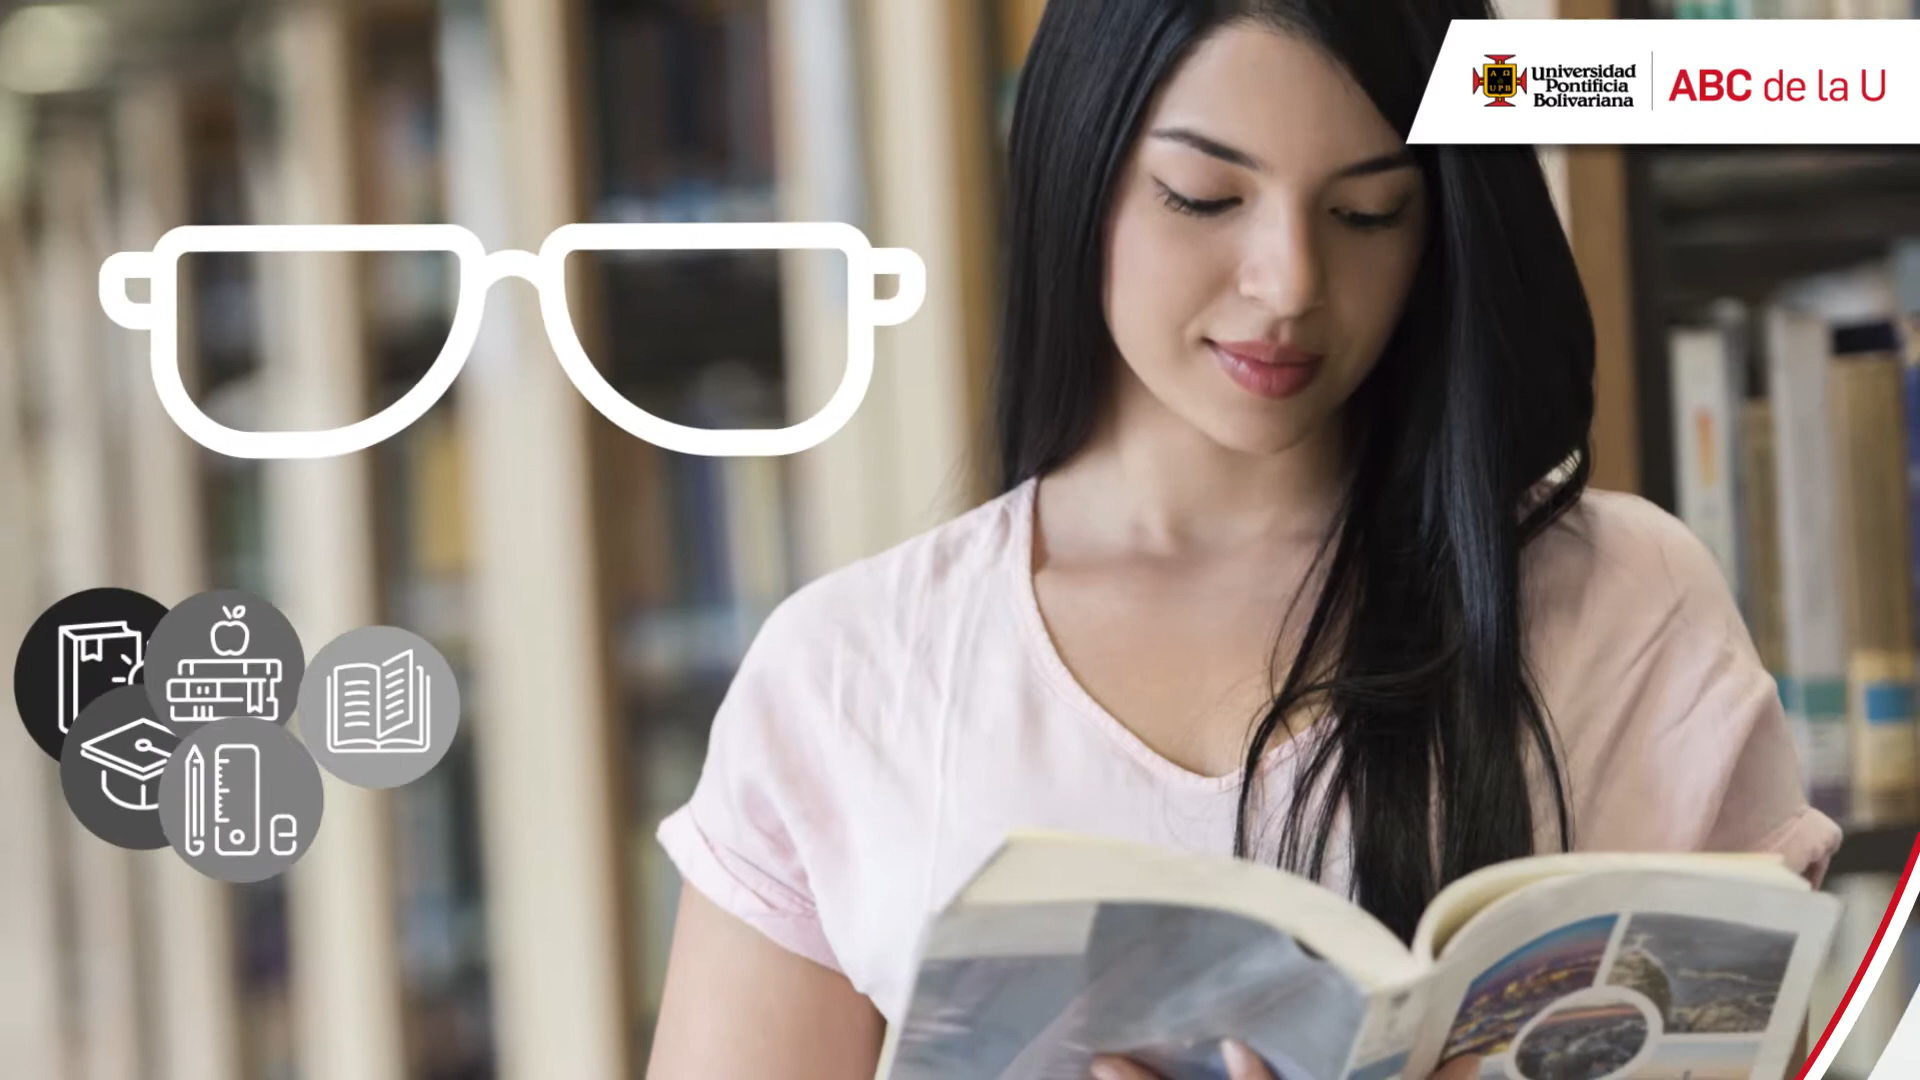 Universidad
Pontificia
Bolivariana
ABC de la U
A Ω
U P B